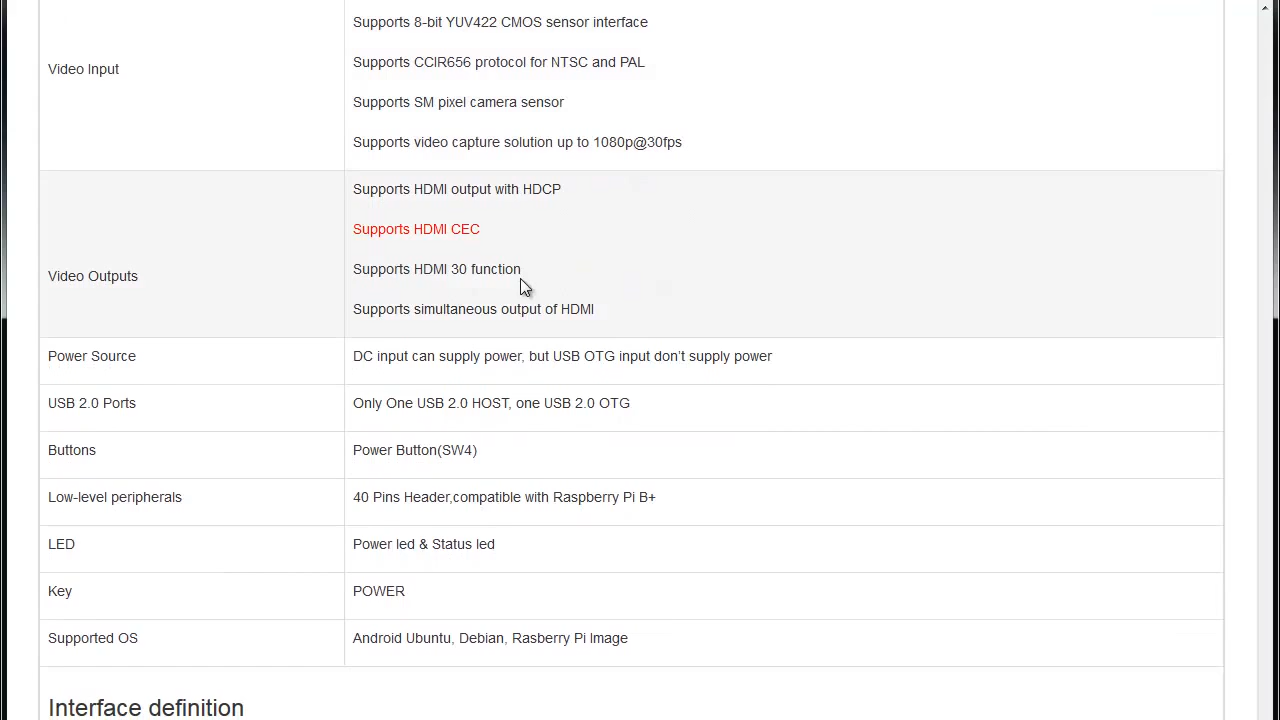 Supports 8-bit YUV422 CMOS sensor interface
Video Input
Supports CCIR656 protocol for NTSC and PAL
Supports SM pixel camera sensor
Supports video capture solution up to 1080p@30fps
Supports HDMI output with HDCP
Supports HDMI CEC
Video Outputs
Supports HDMI 30 function
Supports simultaneous output of HDMI
Power Source
DC input can supply power, but USB OTG input don't supply power
USB 2.0 Ports
Only One USB 2.0 HOST, one USB 2.0 OTG
Buttons
Power Button(SW4)
Low-level peripherals
40 Pins Header,compatible with Raspberry Pi B+
LED
Power led & Status led
Key
POWER
Supported OS
Android Ubuntu, Debian, Rasberry Pi Image
Interface definition